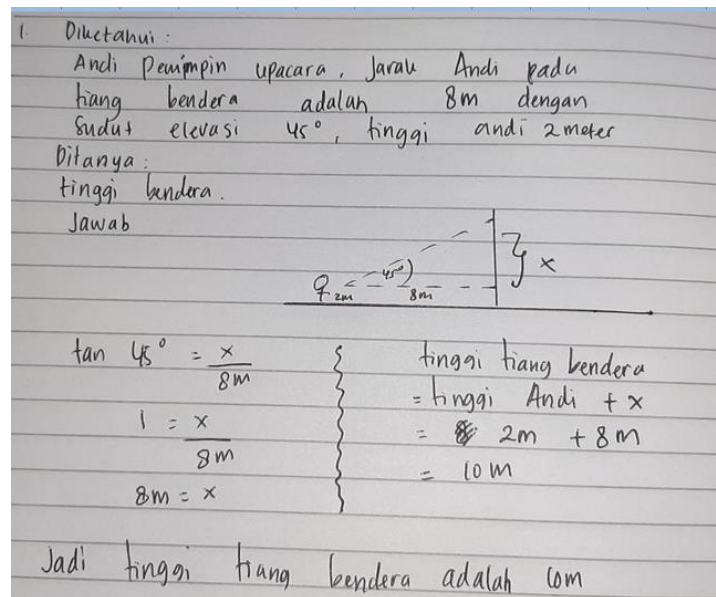 1. Diketahui :
Andi Pemimpin upacara, Jarak Andi pada
tiang bendera adalah 8m dengan
Sudut elevasi 45°, tinggi andi 2 meter
Ditanya :
tinggi bendera.
Jawab
45°
x
2m
8m
tan 45° = x / 8m
1 = x / 8m
8m = x
tinggi tiang bendera
= tinggi Andi + x
= 2m + 8m
= 10m
Jadi tinggi tiang bendera adalah 10m